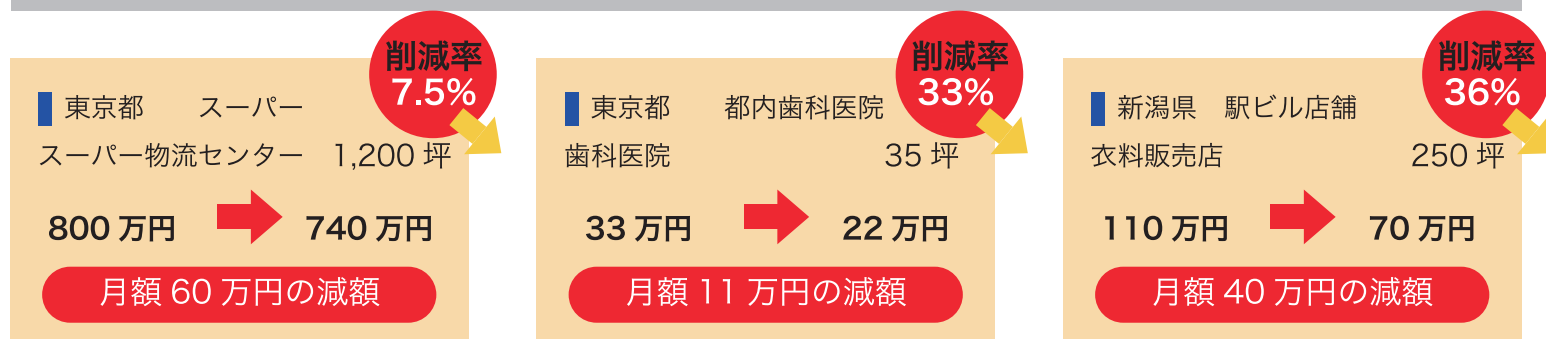 削減率
7.5%
東京都 スーパー
スーパー物流センター 1,200 坪
800 万円 740 万円
月額 60 万円の減額
削減率
33%
東京都 都内歯科医院
歯科医院 35 坪
33 万円 22 万円
月額 11 万円の減額
削減率
36%
新潟県 駅ビル店舗
衣料販売店 250 坪
110 万円 70 万円
月額 40 万円の減額